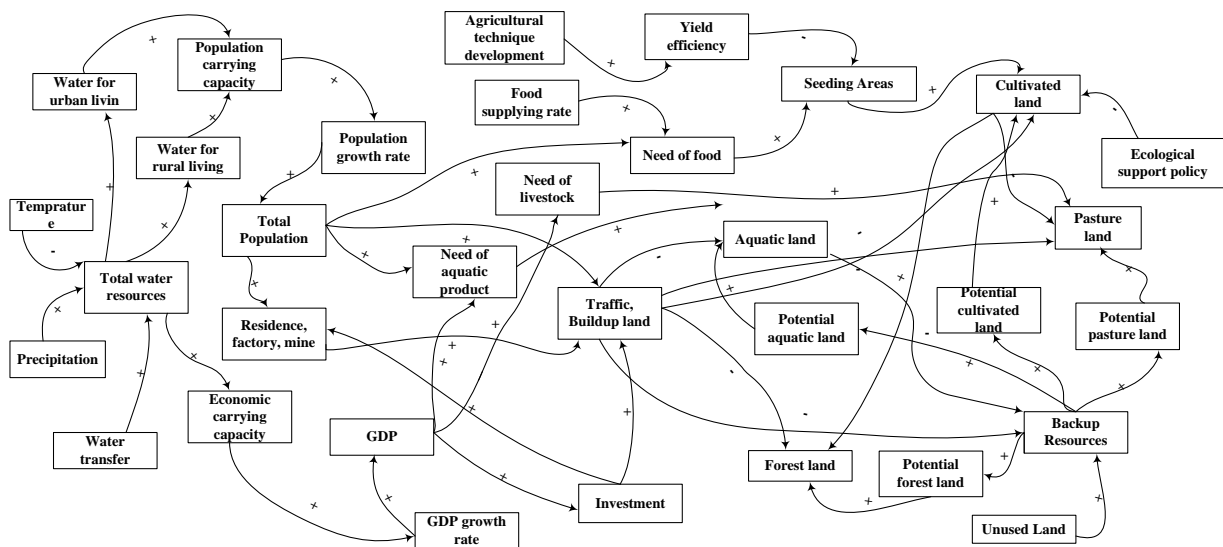 Agricultural
technique
development
Yield
efficiency
Population
carrying
capacity
Water for
urban livin
Seeding Areas
Cultivated
land
Food
supplying rate
Population
growth rate
Water for
rural living
Need of food
Ecological
support policy
Need of
livestock
Tempratur
e
Total
Population
Pasture
land
Aquatic land
Need of
aquatic
product
Total water
resources
Traffic,
Buildup land
Potential
cultivated
land
Residence,
factory, mine
Potential
aquatic land
Potential
pasture land
Precipitation
Economic
carrying
capacity
GDP
Backup
Resources
Water
transfer
Forest land
Potential
forest land
Investment
GDP growth
rate
Unused Land